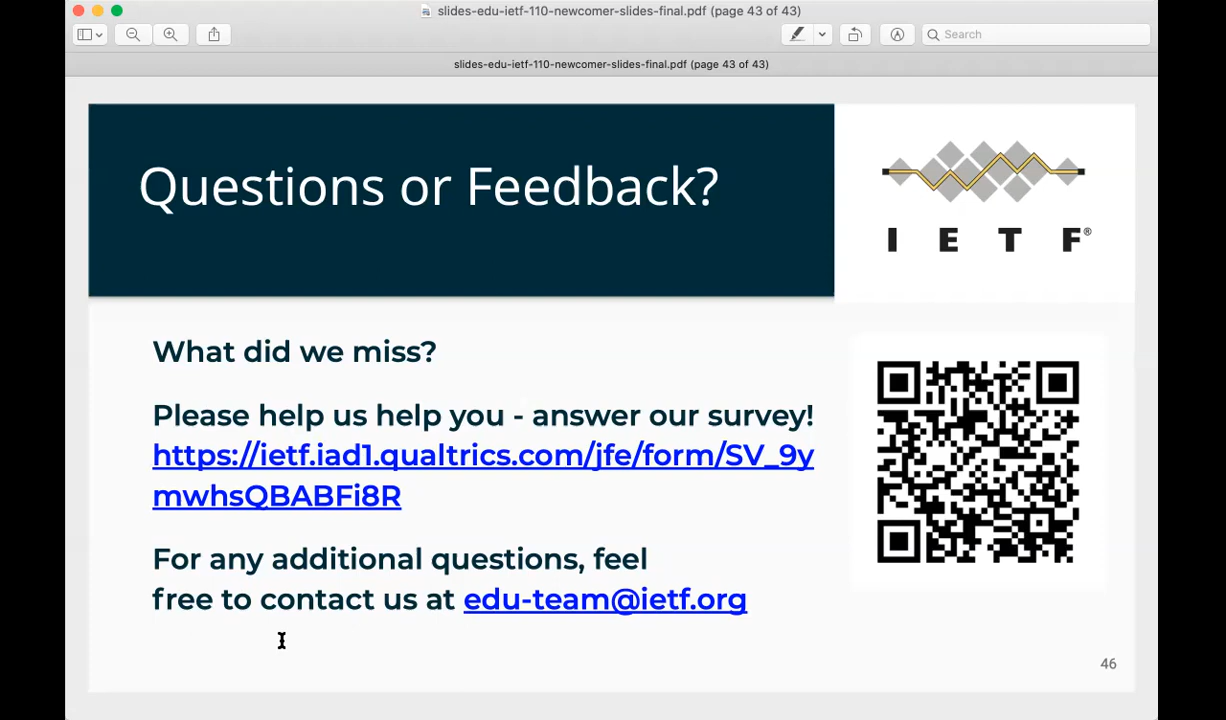 slides-edu-ietf-110-newcomer-slides-final.pdf (page 43 of 43)
Search
slides-edu-ietf-110-newcomer-slides-final.pdf (page 43 of 43)
Questions or Feedback?
I E T F®
What did we miss?
Please help us help you - answer our survey!
https://ietf.iad1.qualtrics.com/jfe/form/SV_9y
mwhsQBABFi8R
For any additional questions, feel
free to contact us at edu-team@ietf.org
46